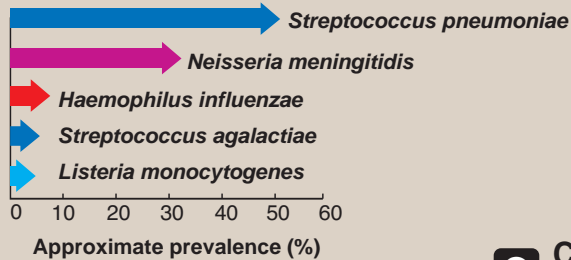 Streptococcus pneumoniae
Neisseria meningitidis
Haemophilus influenzae
Streptococcus agalactiae
Listeria monocytogenes
0 10 20 30 40 50 60
Approximate prevalence (%)